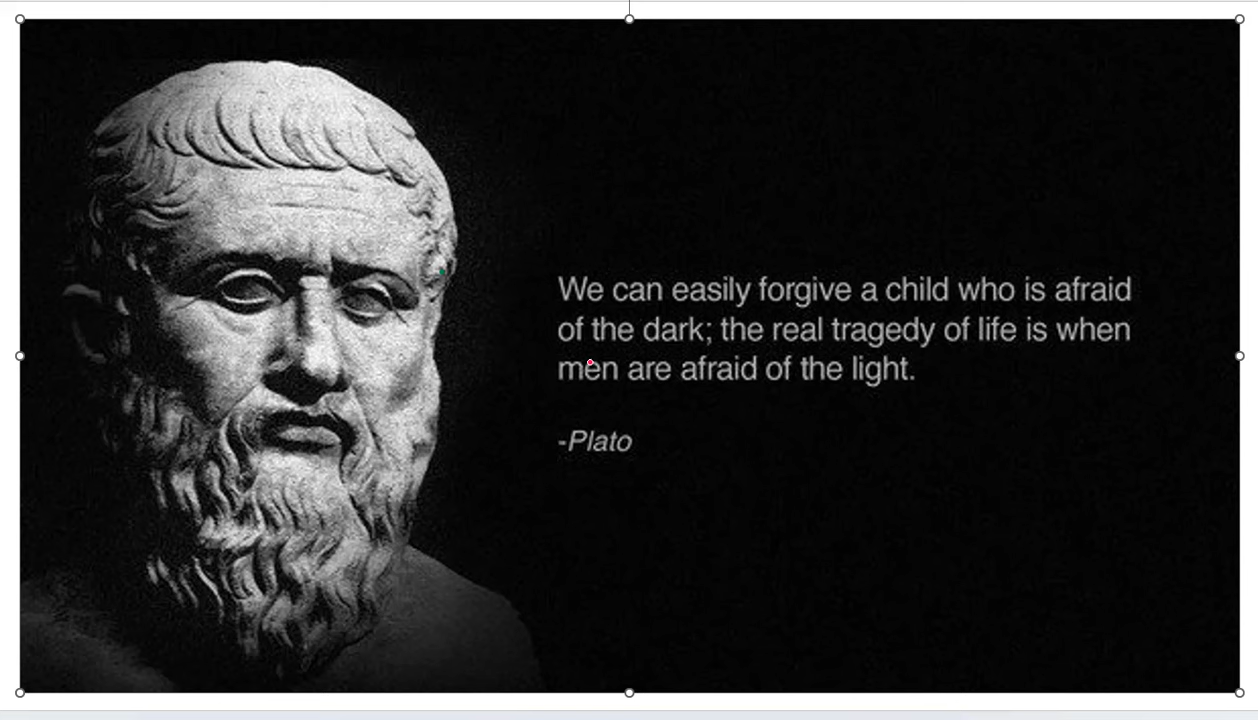 We can easily forgive a child who is afraid
of the dark; the real tragedy of life is when
men are afraid of the light.
-Plato